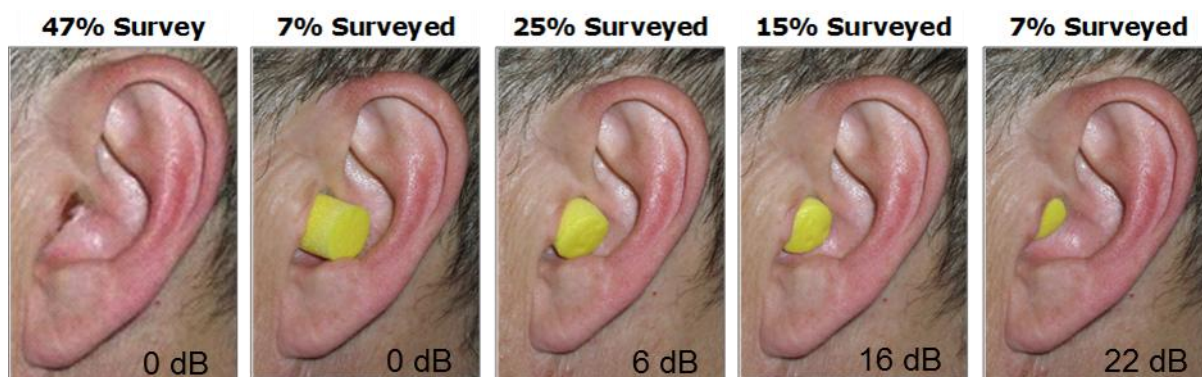 47% Survey
7% Surveyed
25% Surveyed
15% Surveyed
7% Surveyed
0 dB
0 dB
6 dB
16 dB
22 dB